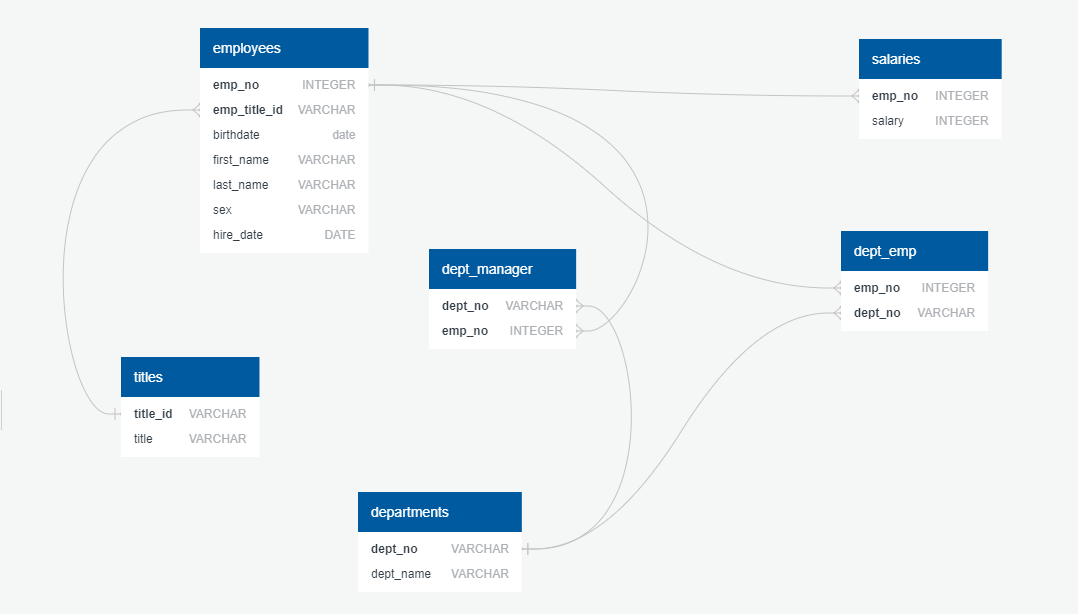 employees
emp_no INTEGER
emp_title_id VARCHAR
birthdate date
first_name VARCHAR
last_name VARCHAR
sex VARCHAR
hire_date DATE
salaries
emp_no INTEGER
salary INTEGER
dept_manager
dept_no VARCHAR
emp_no INTEGER
dept_emp
emp_no INTEGER
dept_no VARCHAR
titles
title_id VARCHAR
title VARCHAR
departments
dept_no VARCHAR
dept_name VARCHAR